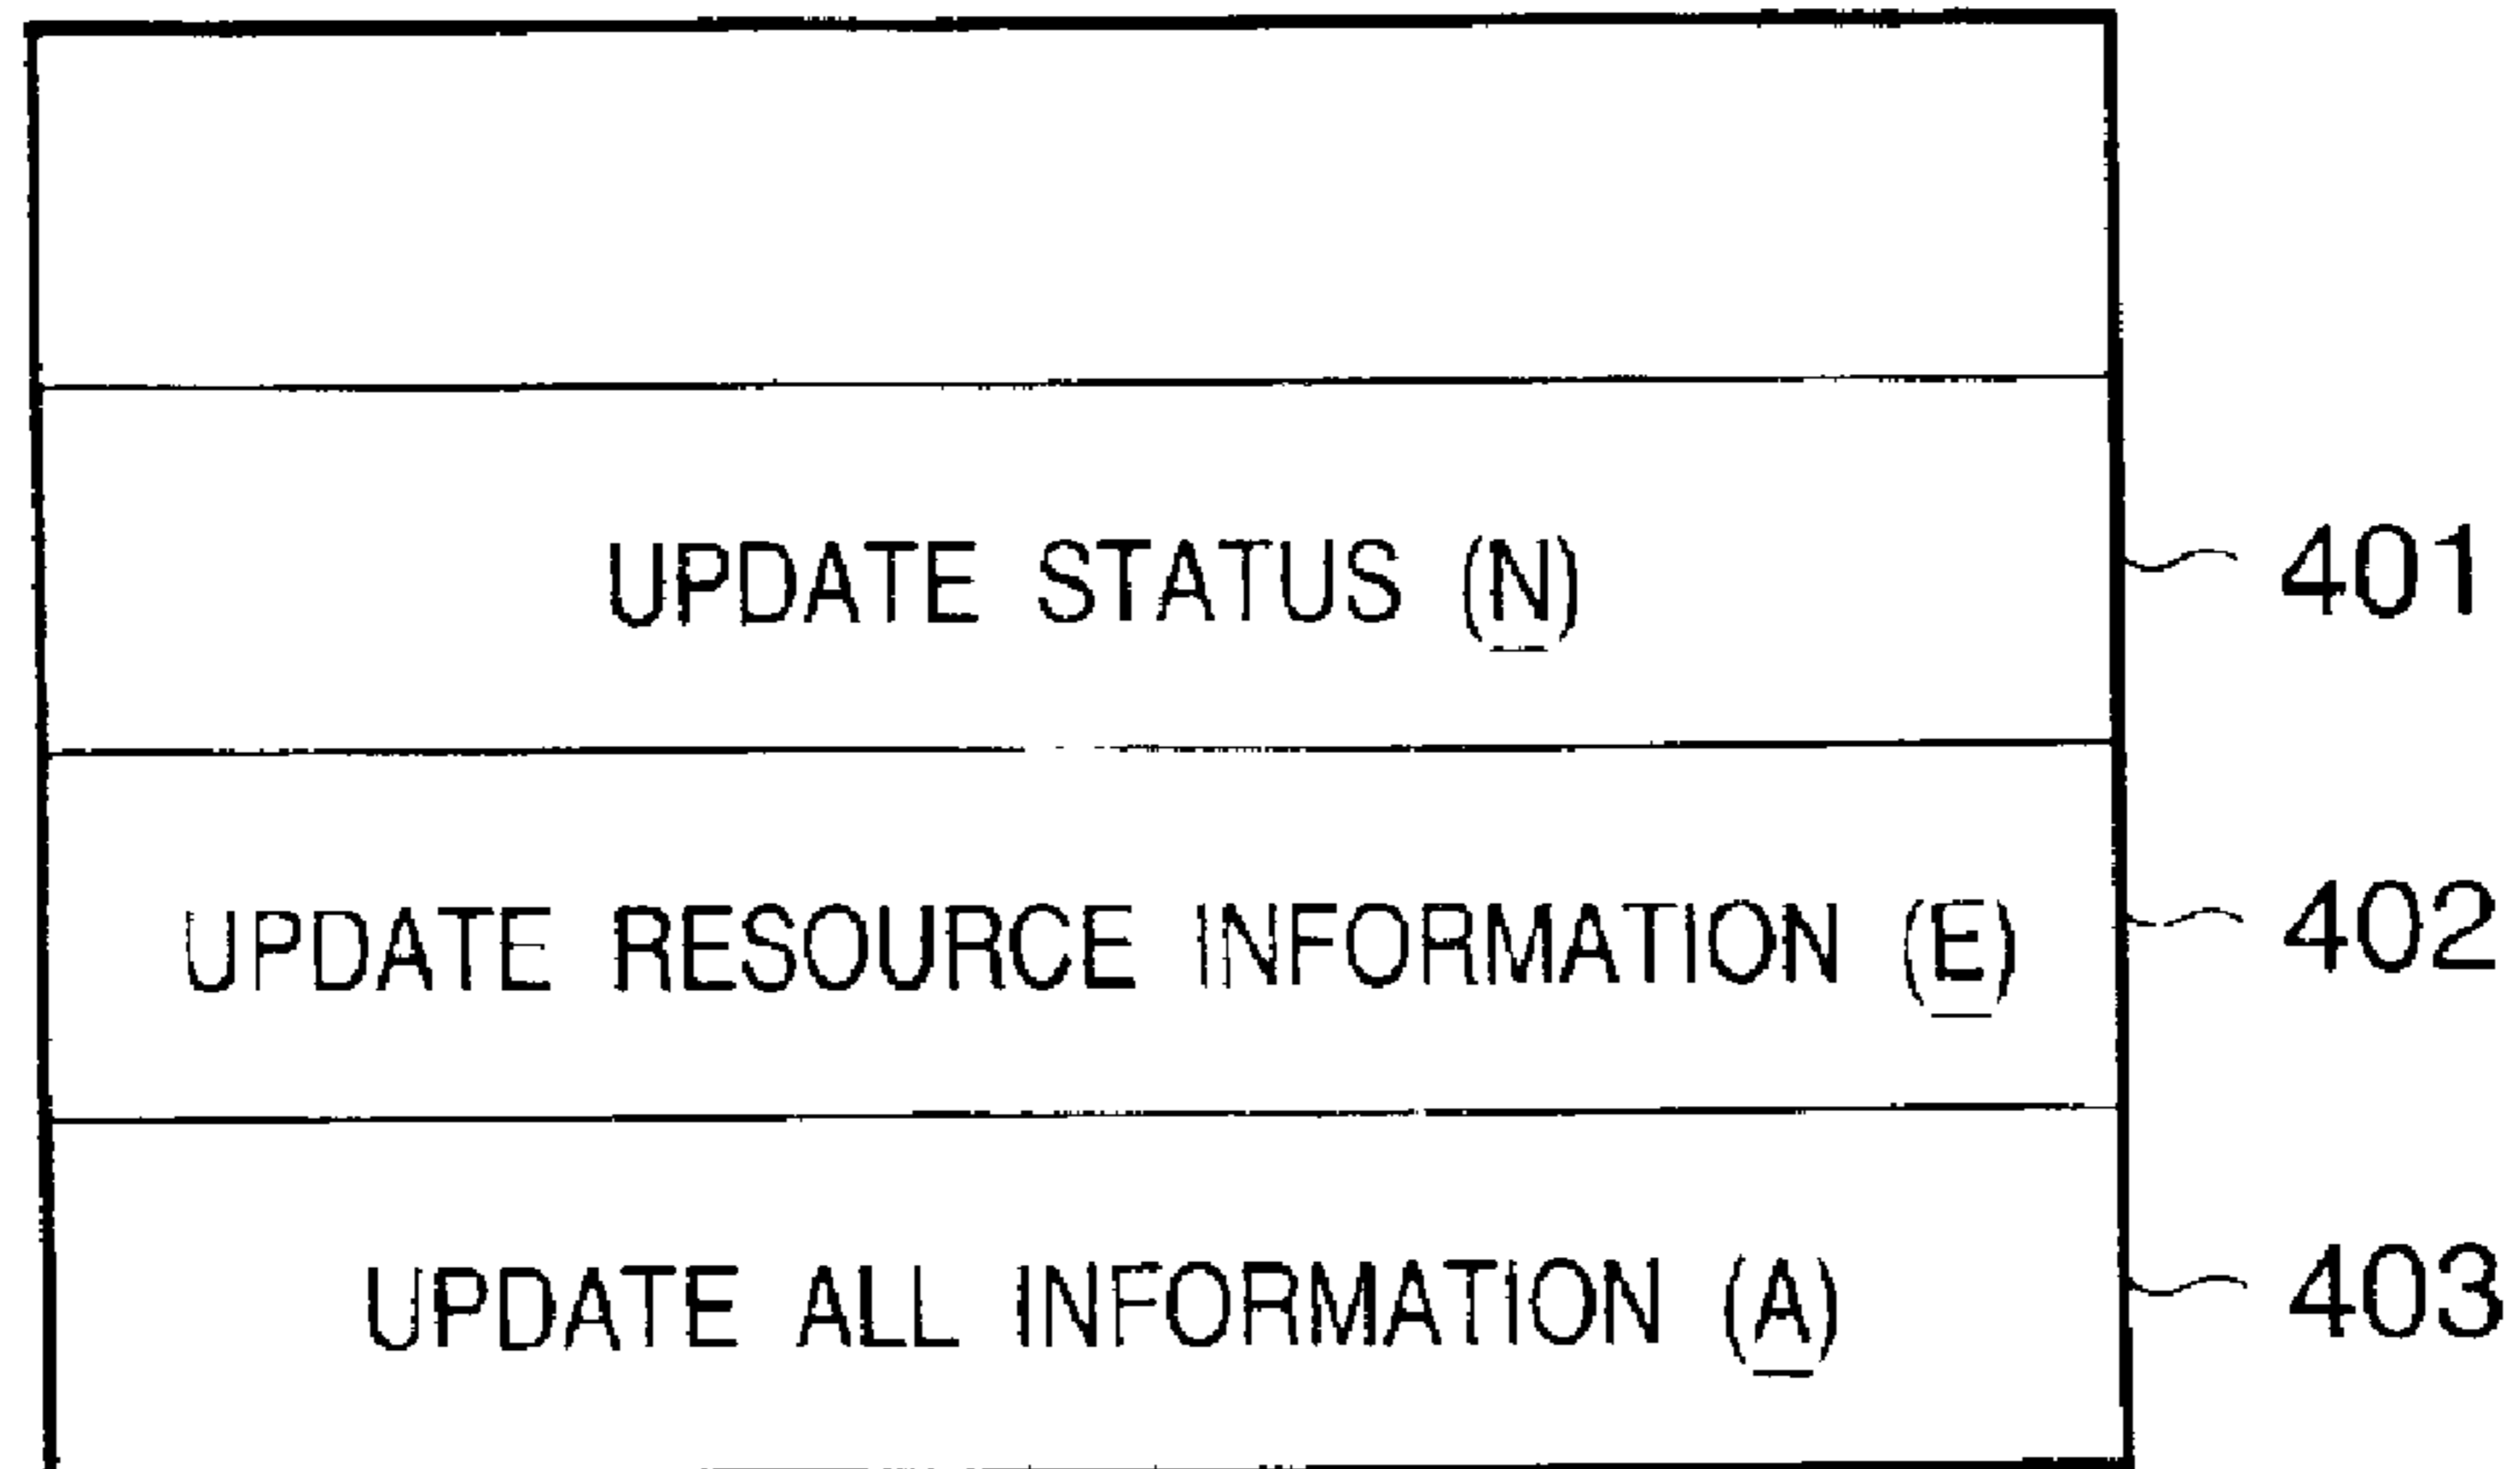 UPDATE STATUS (N) 401
UPDATE RESOURCE INFORMATION (E) 402
UPDATE ALL INFORMATION (A) 403